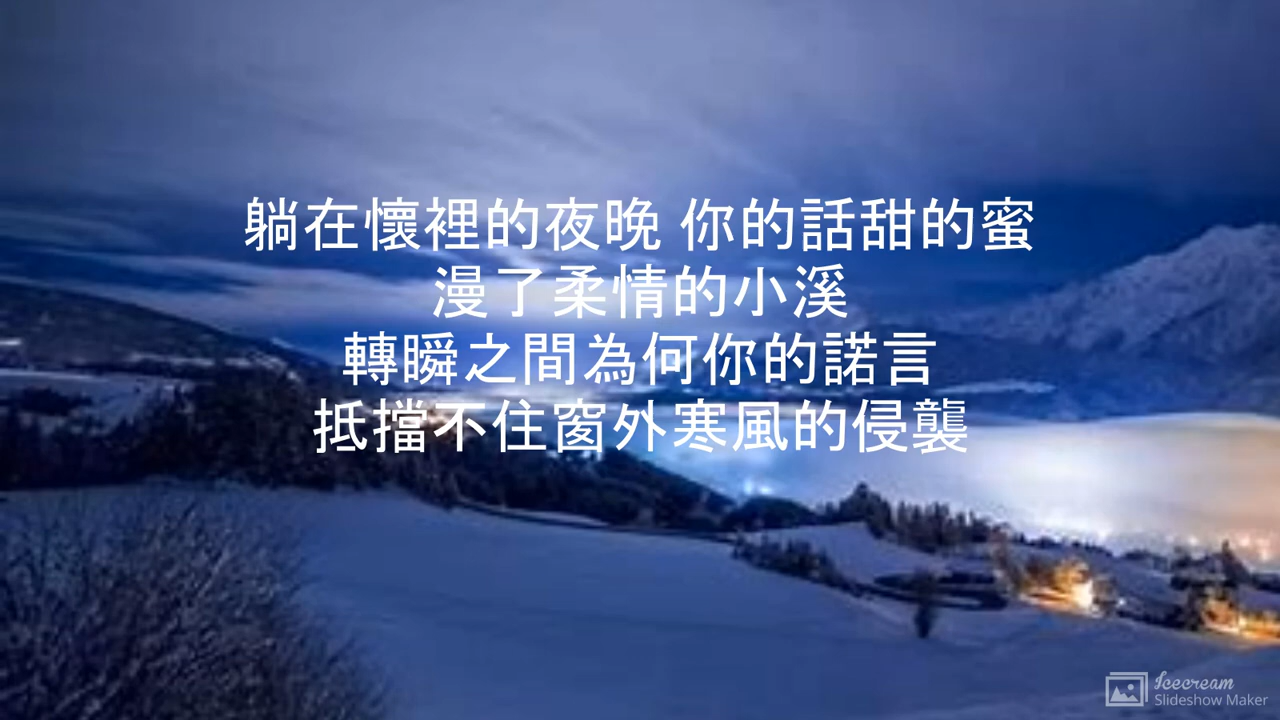 躺在懷裡的夜晚 你的話甜的蜜
漫了柔情的小溪
轉瞬之間為何你的諾言
抵擋不住窗外寒風的侵襲
Icecream
Slideshow Maker